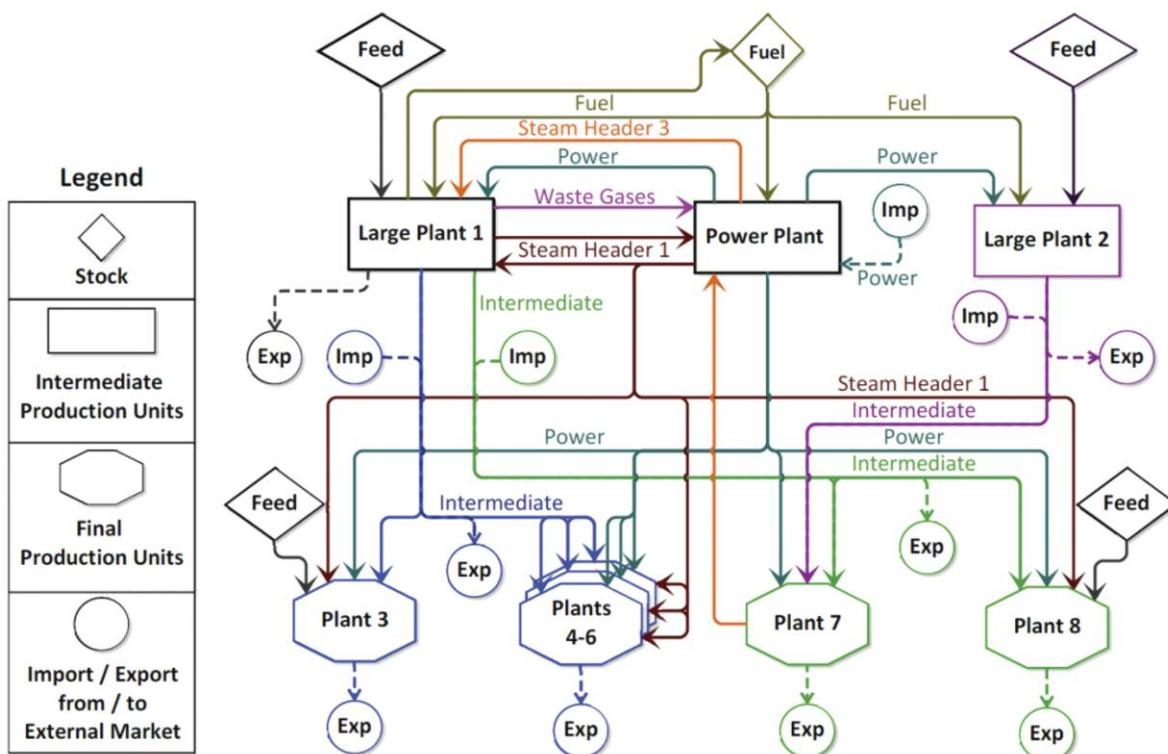 Feed
Fuel
Feed
Fuel
Fuel
Steam Header 3
Power
Power
Legend
Waste Gases
Imp
Large Plant 1
Power Plant
Large Plant 2
Steam Header 1
Power
Stock
Intermediate
Imp
Exp
Imp
Imp
Exp
Intermediate
Production Units
Steam Header 1
Intermediate
Power
Power
Intermediate
Feed
Intermediate
Feed
Exp
Exp
Final
Production Units
Plant 3
Plants
4-6
Plant 7
Plant 8
Import / Export
from / to
External Market
Exp
Exp
Exp
Exp